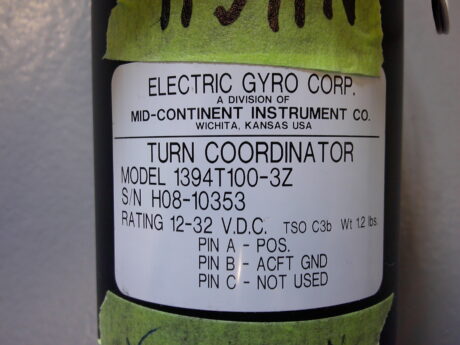 ELECTRIC GYRO CORP.
A DIVISION OF
MID-CONTINENT INSTRUMENT CO.
WICHITA, KANSAS USA
TURN COORDINATOR
MODEL 1394T100-3Z
S/N H08-10353
RATING 12-32 V.D.C. TSO C3b Wt 1.2 lbs.
PIN A - POS.
PIN B - ACFT GND
PIN C - NOT USED